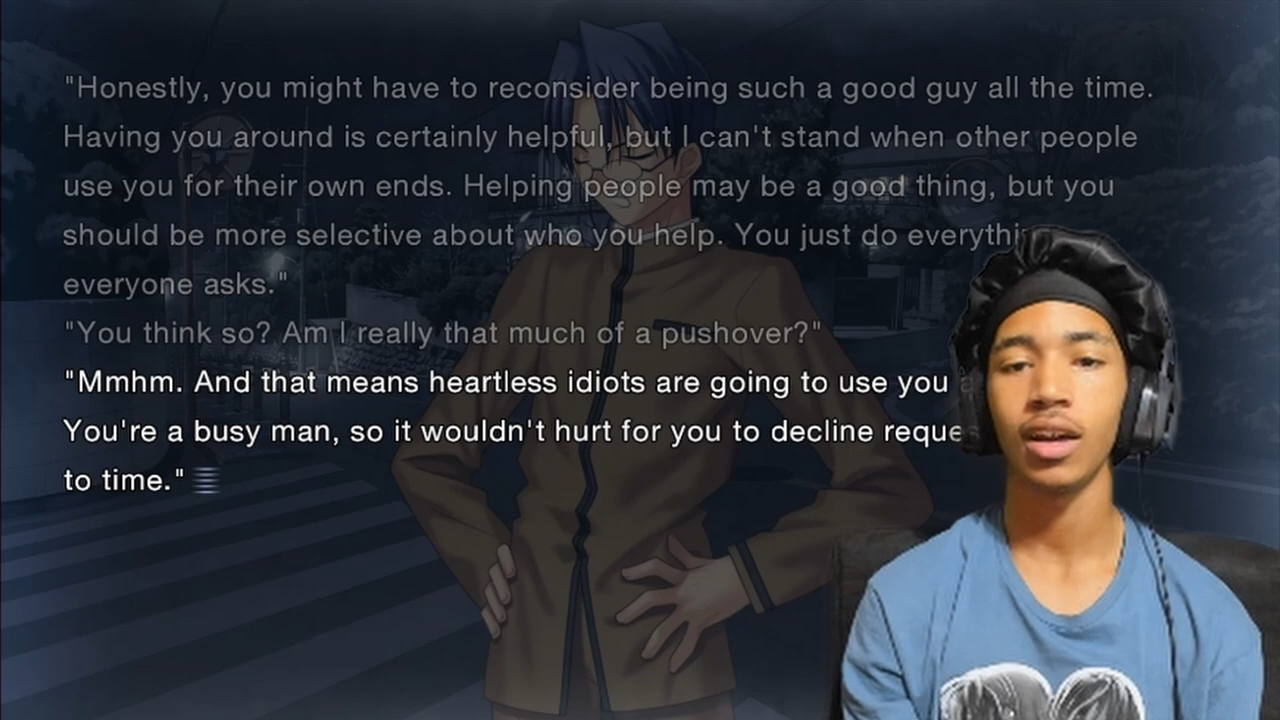 "Honestly, you might have to reconsider being such a good guy all the time.
Having you around is certainly helpful, but I can't stand when other people
use you for their own ends. Helping people may be a good thing, but you
should be more selective about who you help. You just do
everyone asks."
"You think so? Am I really that much of a pushover?"
"Mmhm. And that means heartless idiots are going to use you
You're a busy man, so it wouldn't hurt for you to decline
to time."